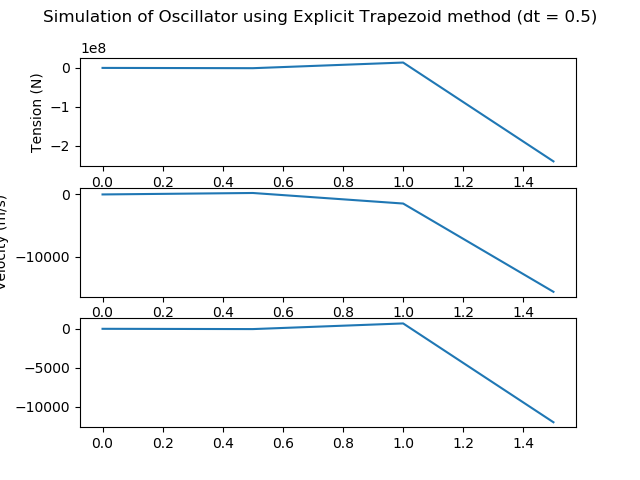 Simulation of Oscillator using Explicit Trapezoid method (dt = 0.5)
1e8
Tension (N)
0
−1
−2
0.0 0.2 0.4 0.6 0.8 1.0 1.2 1.4
Velocity (m/s)
0
−10000
0.0 0.2 0.4 0.6 0.8 1.0 1.2 1.4
0
−5000
−10000
0.0 0.2 0.4 0.6 0.8 1.0 1.2 1.4